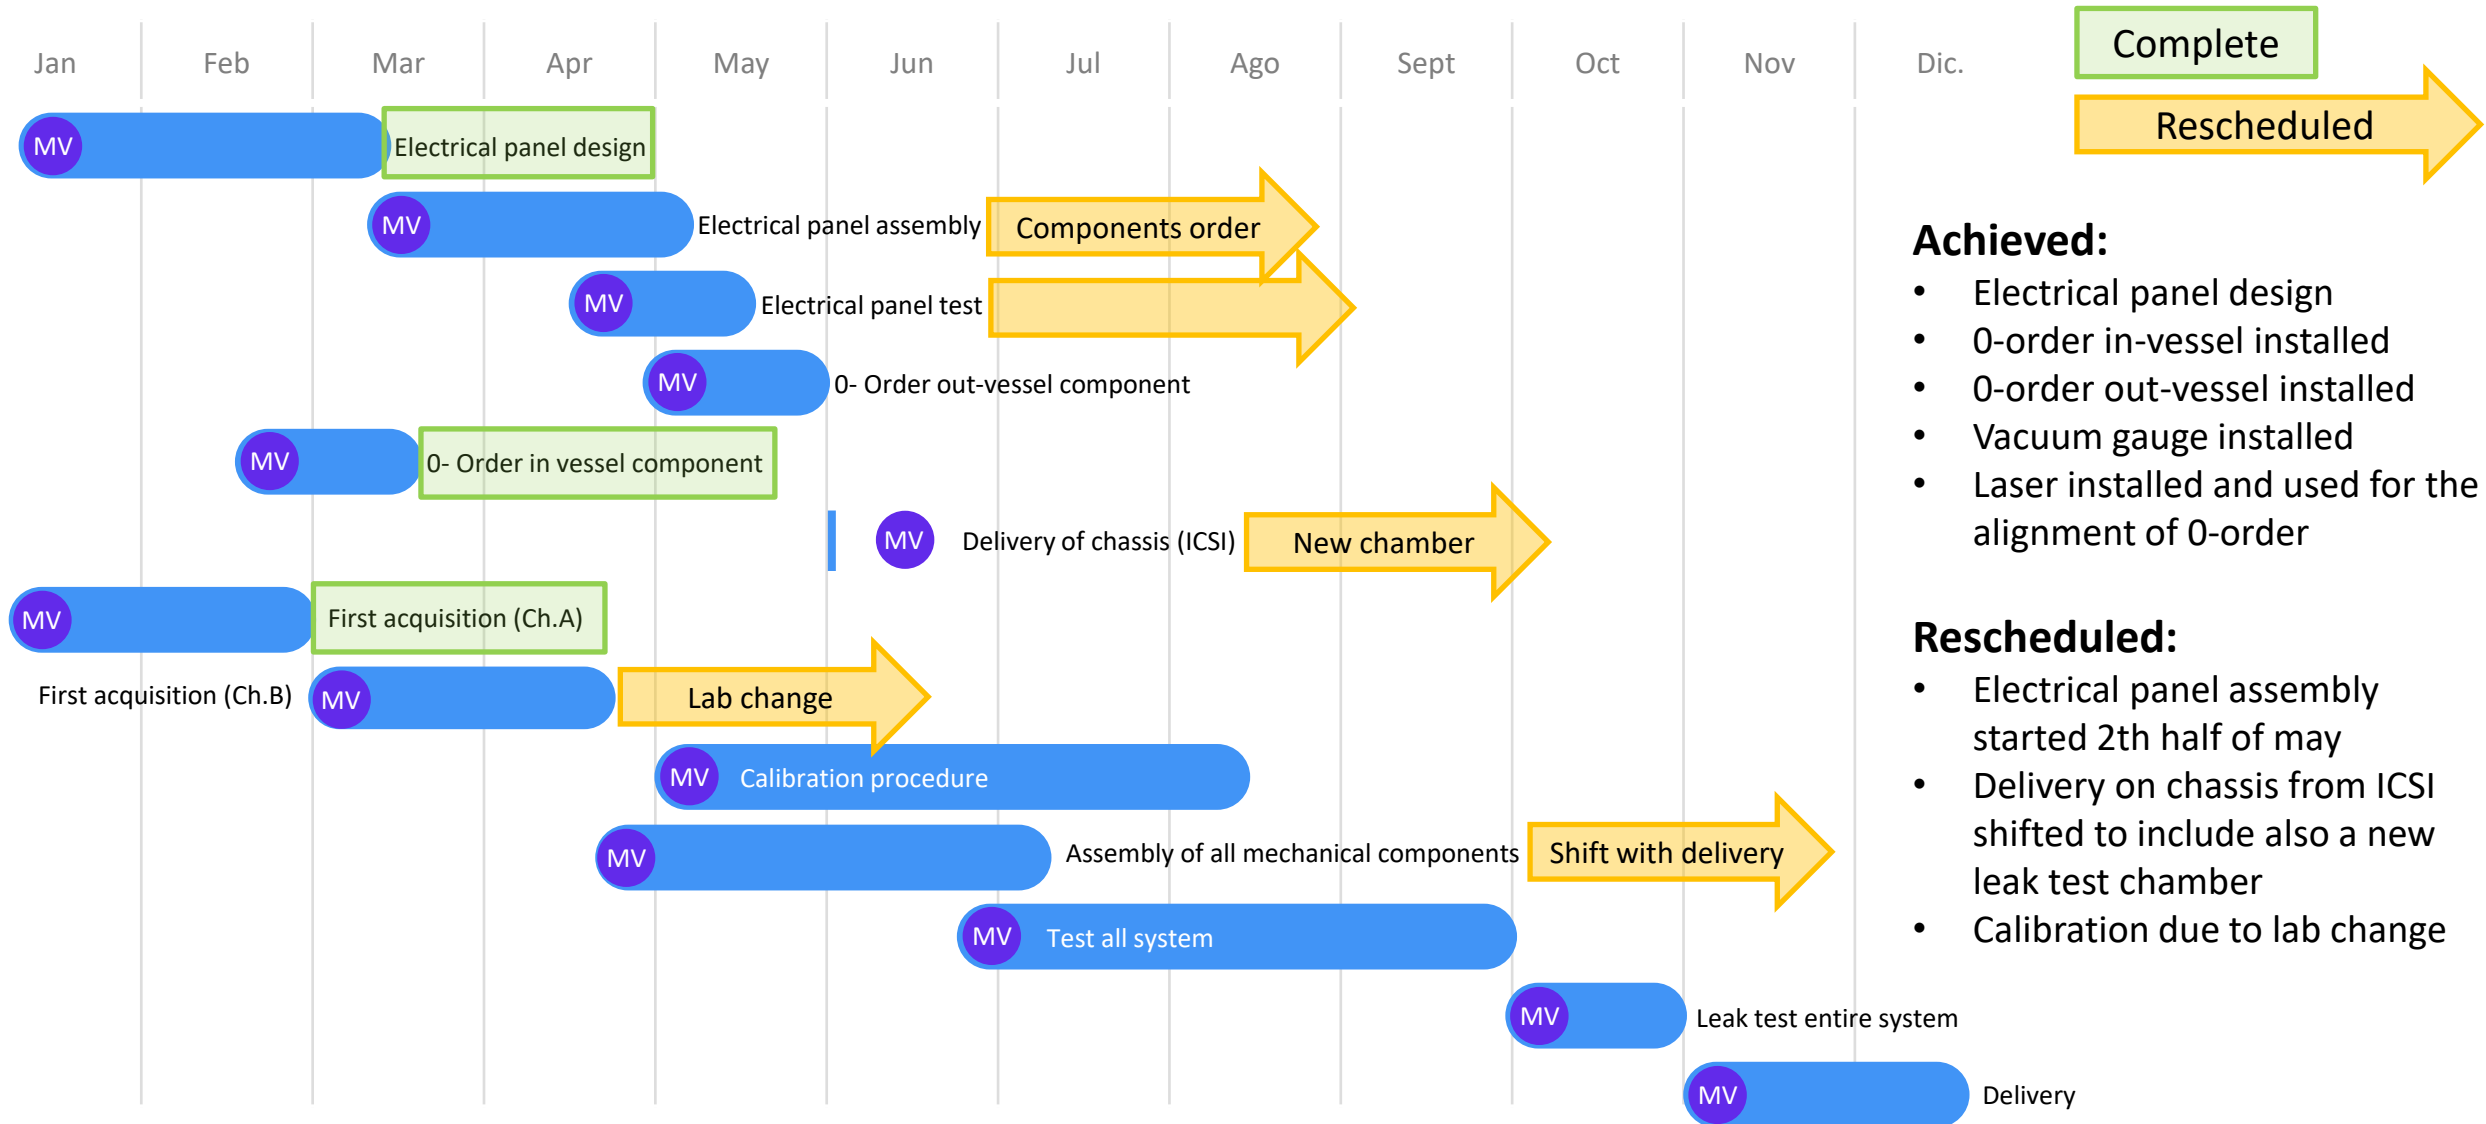 Jan Feb Mar Apr May Jun Jul Ago Sept Oct Nov Dic.
Complete
Rescheduled
MV Electrical panel design
MV Electrical panel assembly Components order
MV Electrical panel test
MV 0- Order out-vessel component
MV 0- Order in vessel component
MV Delivery of chassis (ICSI) New chamber
MV First acquisition (Ch.A)
First acquisition (Ch.B) MV Lab change
MV Calibration procedure
MV Assembly of all mechanical components Shift with delivery
MV Test all system
MV Leak test entire system
MV Delivery
Achieved:
• Electrical panel design
• 0-order in-vessel installed
• 0-order out-vessel installed
• Vacuum gauge installed
• Laser installed and used for the
alignment of 0-order
Rescheduled:
• Electrical panel assembly
started 2th half of may
• Delivery on chassis from ICSI
shifted to include also a new
leak test chamber
• Calibration due to lab change